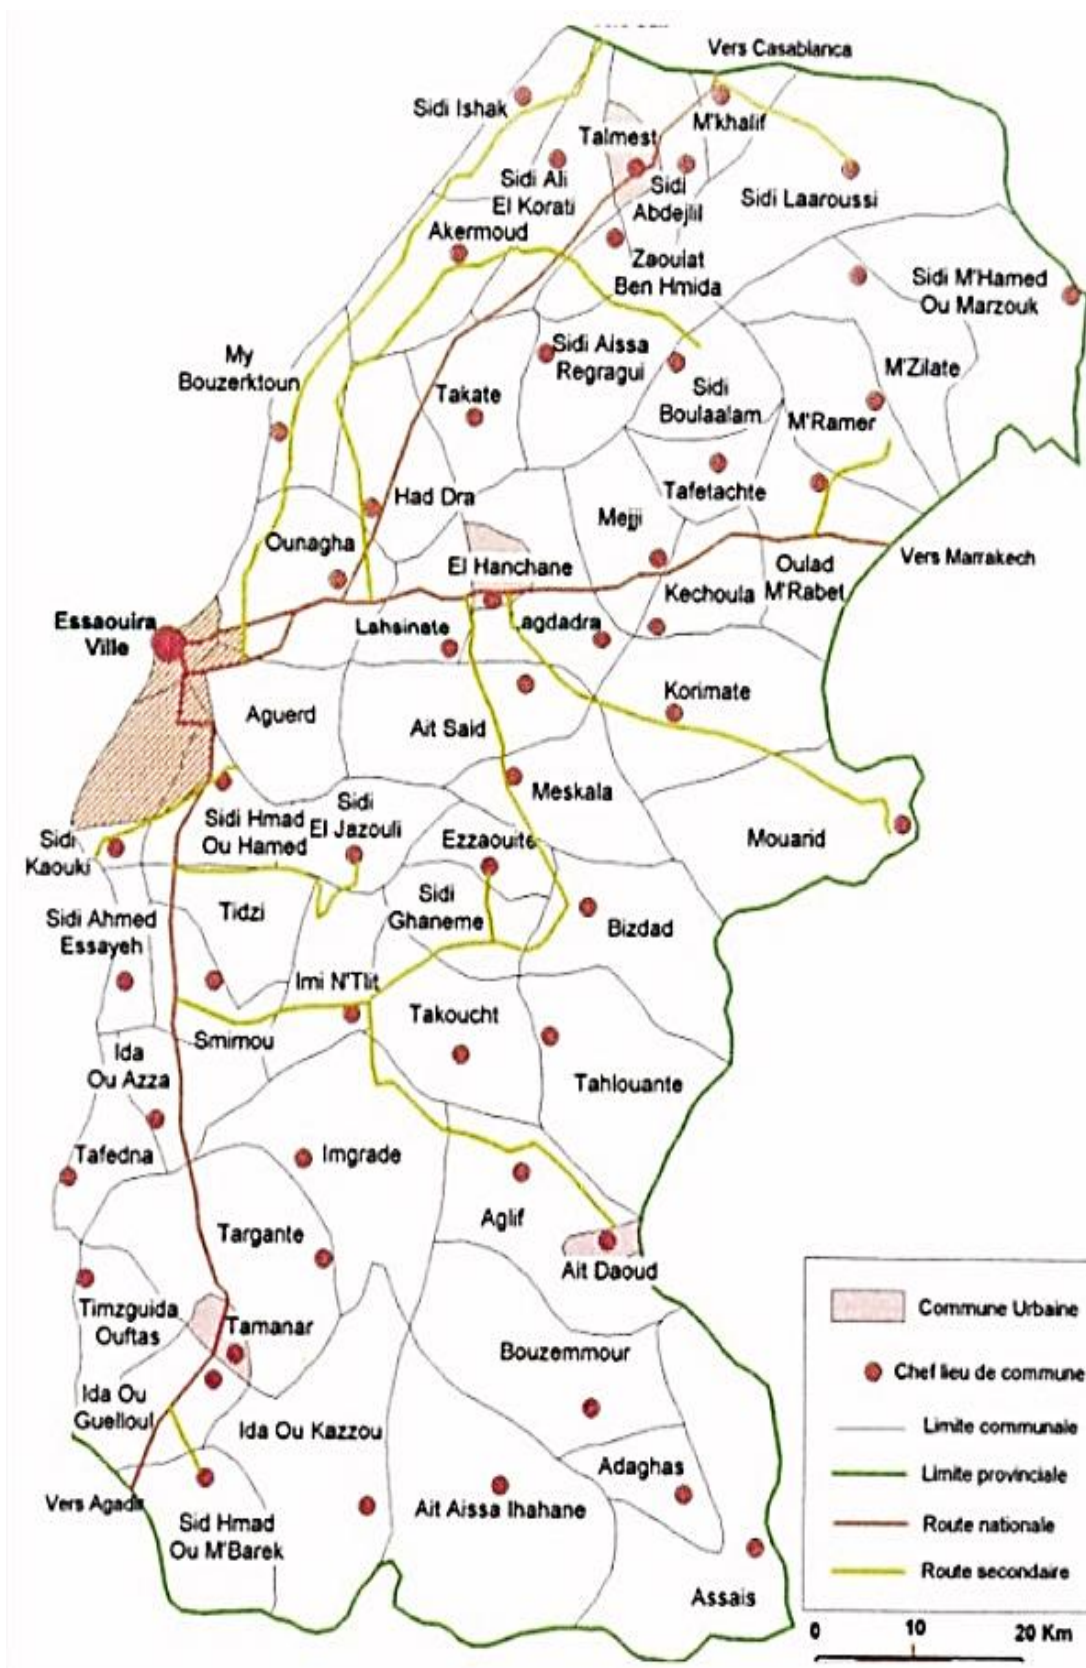 Vers Casablanca
Sidi Ishak
Talmest
M'khalif
Sidi Ali
El Korati
Sidi
Abdejlil
Sidi Laaroussi
Akermoud
Zaouiat
Ben Hmida
Sidi M'Hamed
Ou Marzouk
My
Bouzerktoun
Sidi Aissa
Regragui
M'Zilate
Takate
Sidi
Boulaalam
M'Ramer
Had Dra
Tafetachte
Mejji
Ounagha
El Hanchane
Vers Marrakech
Oulad
M'Rabet
Kechoula
Essaouira
Ville
Lahsinate
Lagdadra
Korimate
Aguerd
Ait Said
Meskala
Sidi
El Jazouli
Sidi Hmad
Ou Hamed
Ezzaouite
Mouarid
Sidi
Kaouki
Sidi
Ghaneme
Tidzi
Sidi Ahmed
Essayeh
Bizdad
Imi N'Tlit
Takoucht
Smimou
Ida
Ou Azza
Tahlouante
Tafedna
Imgrade
Aglif
Targante
Ait Daoud
Timzguida
Ouftas
Tamanar
Bouzemmour
Ida Ou
Guelloul
Ida Ou Kazzou
Adaghas
Vers Agadir
Ait Aissa Ihahane
Sid Hmad
Ou M'Barek
Assais
Commune Urbaine
Chef lieu de commune
Limite communale
Limite provinciale
Route nationale
Route secondaire
0 10 20 Km